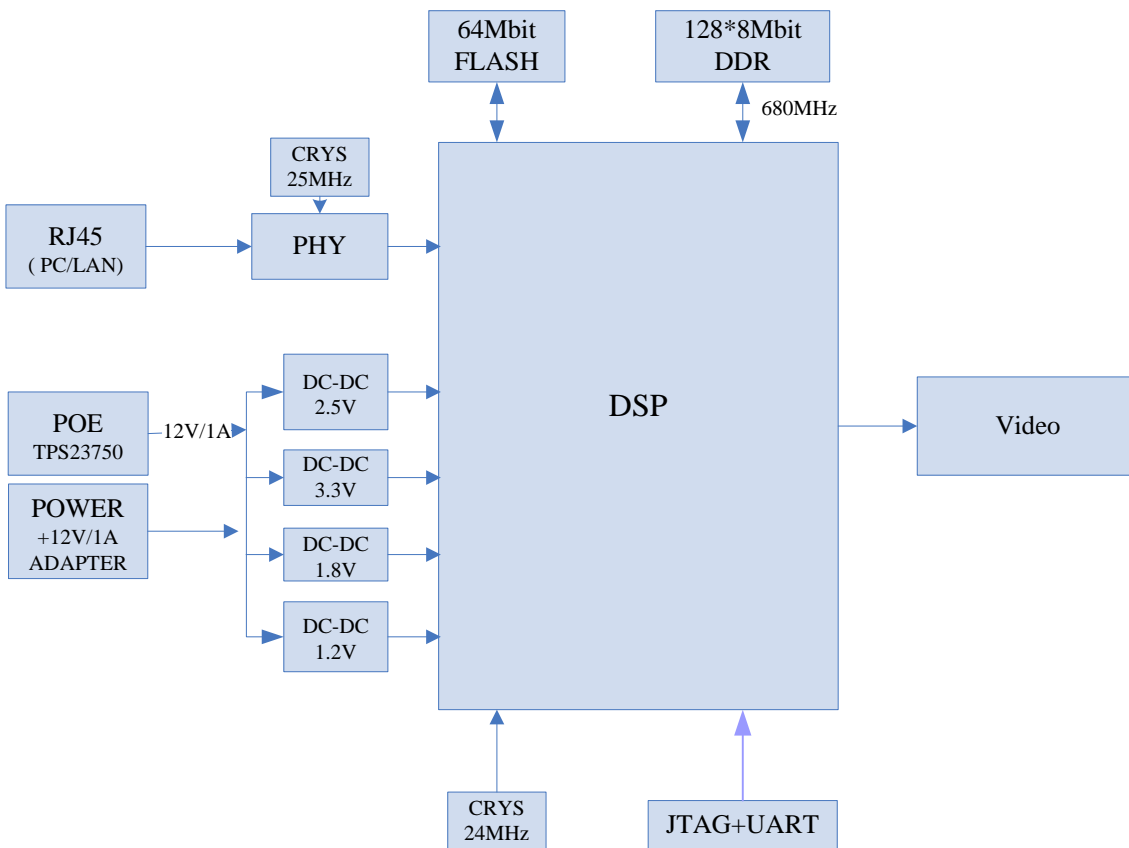 64Mbit
FLASH
128*8Mbit
DDR
680MHz
CRYS
25MHz
RJ45
( PC/LAN)
PHY
DC-DC
2.5V
DSP
POE
TPS23750
12V/1A
Video
DC-DC
3.3V
POWER
+12V/1A
ADAPTER
DC-DC
1.8V
DC-DC
1.2V
CRYS
24MHz
JTAG+UART